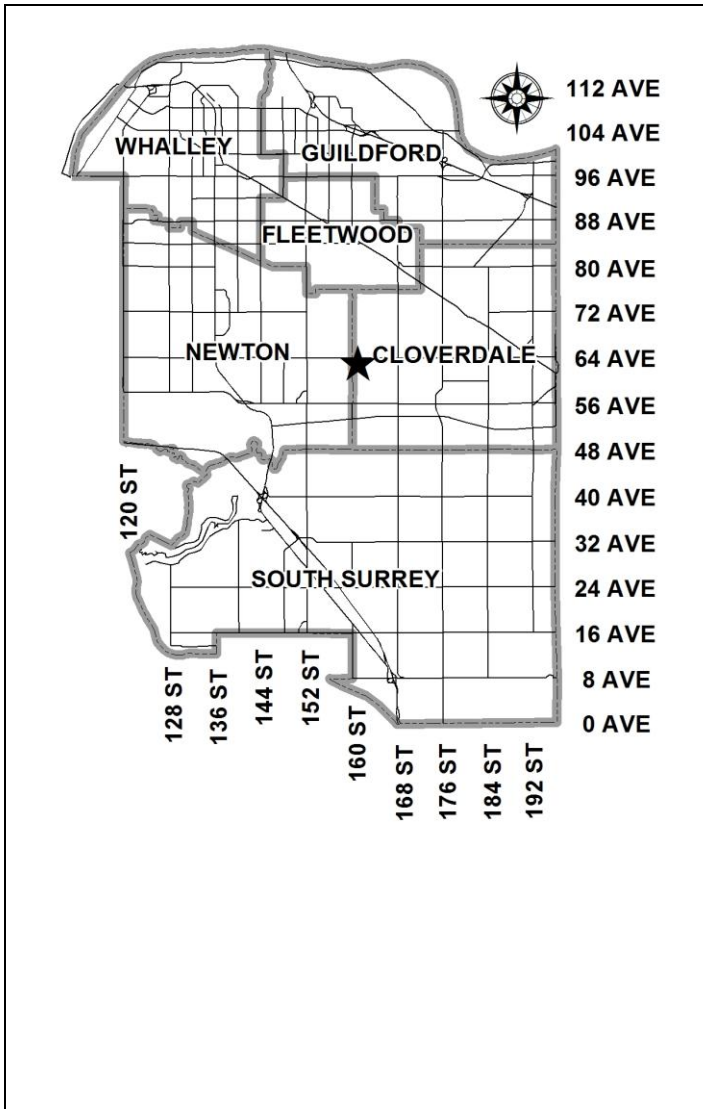 112 AVE
104 AVE
WHALLEY
GUILDFORD
96 AVE
88 AVE
FLEETWOOD
80 AVE
72 AVE
NEWTON
CLOVERDALE
64 AVE
56 AVE
48 AVE
120 ST
40 AVE
32 AVE
SOUTH SURREY
24 AVE
16 AVE
8 AVE
0 AVE
128 ST
136 ST
144 ST
152 ST
160 ST
168 ST
176 ST
184 ST
192 ST